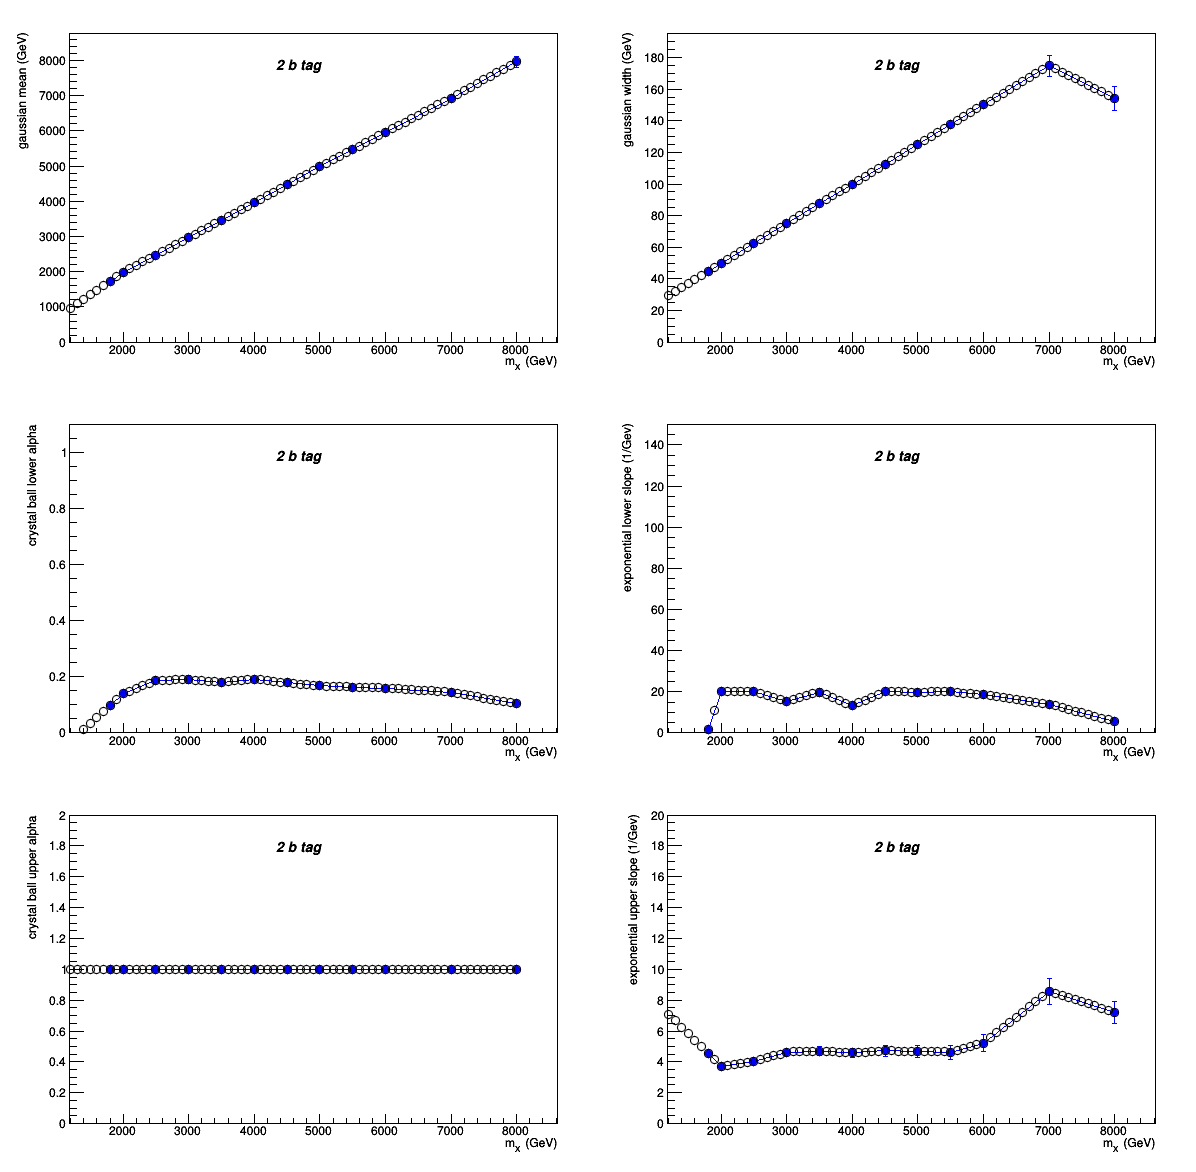 gaussian mean (GeV)
2 b tag
8000
7000
6000
5000
4000
3000
2000
1000
0
2000 3000 4000 5000 6000 7000 8000
m_x (GeV)
gaussian width (GeV)
2 b tag
180
160
140
120
100
80
60
40
20
0
2000 3000 4000 5000 6000 7000 8000
m_x (GeV)
crystal ball lower alpha
2 b tag
1
0.8
0.6
0.4
0.2
0
2000 3000 4000 5000 6000 7000 8000
m_x (GeV)
exponential lower slope (1/Gev)
2 b tag
140
120
100
80
60
40
20
0
2000 3000 4000 5000 6000 7000 8000
m_x (GeV)
crystal ball upper alpha
2 b tag
2
1.8
1.6
1.4
1.2
1
0.8
0.6
0.4
0.2
0
2000 3000 4000 5000 6000 7000 8000
m_x (GeV)
exponential upper slope (1/Gev)
2 b tag
20
18
16
14
12
10
8
6
4
2
0
2000 3000 4000 5000 6000 7000 8000
m_x (GeV)